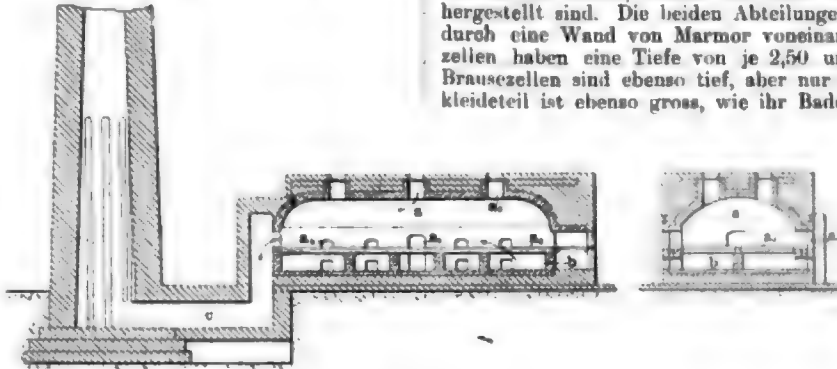 hergestellt sind. Die beiden Abteilunge
durch eine Wand von Marmor voneinan
zellen haben eine Tiefe von je 2,50 u
Brausezellen sind ebenso tief, aber nur
kleideteil ist ebenso gross, wie ihr Bad
a
b
c
a
b